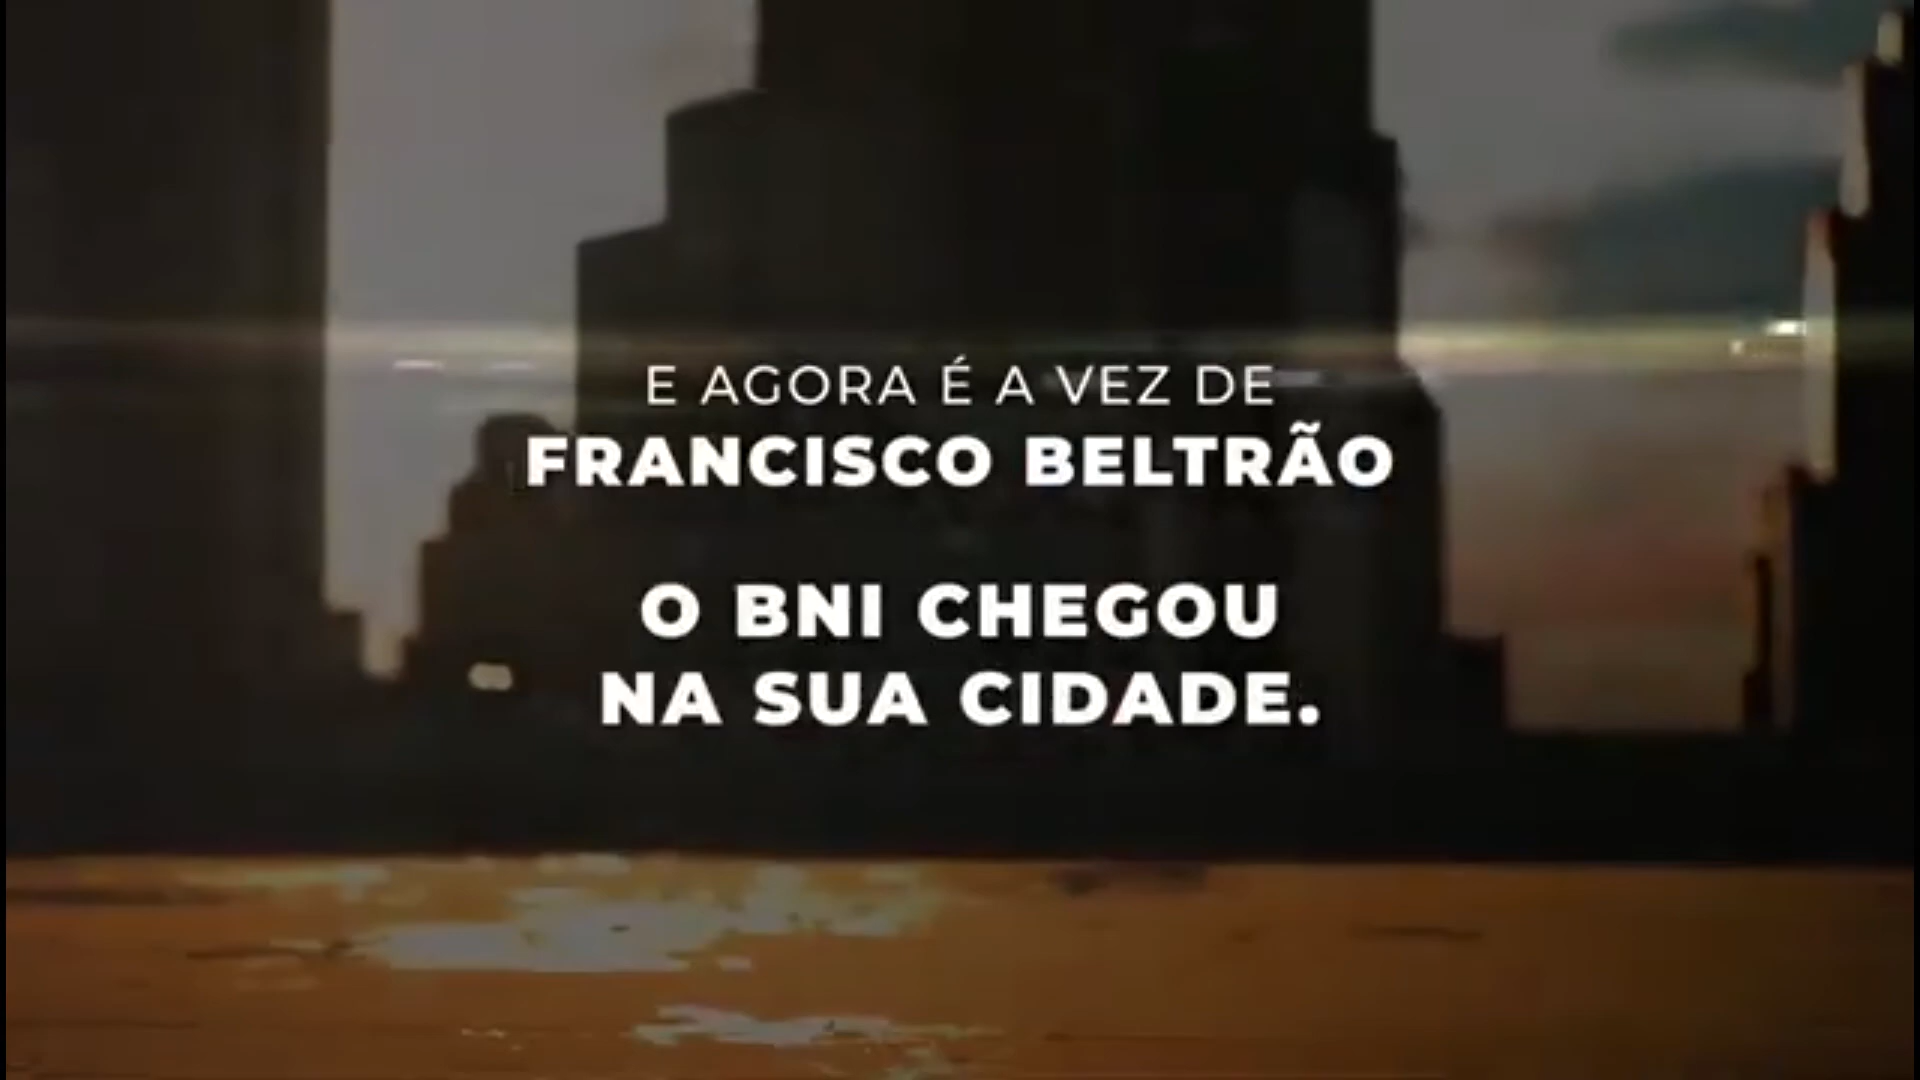 E AGORA É A VEZ DE
FRANCISCO BELTRÃO
O BNI CHEGOU
NA SUA CIDADE.